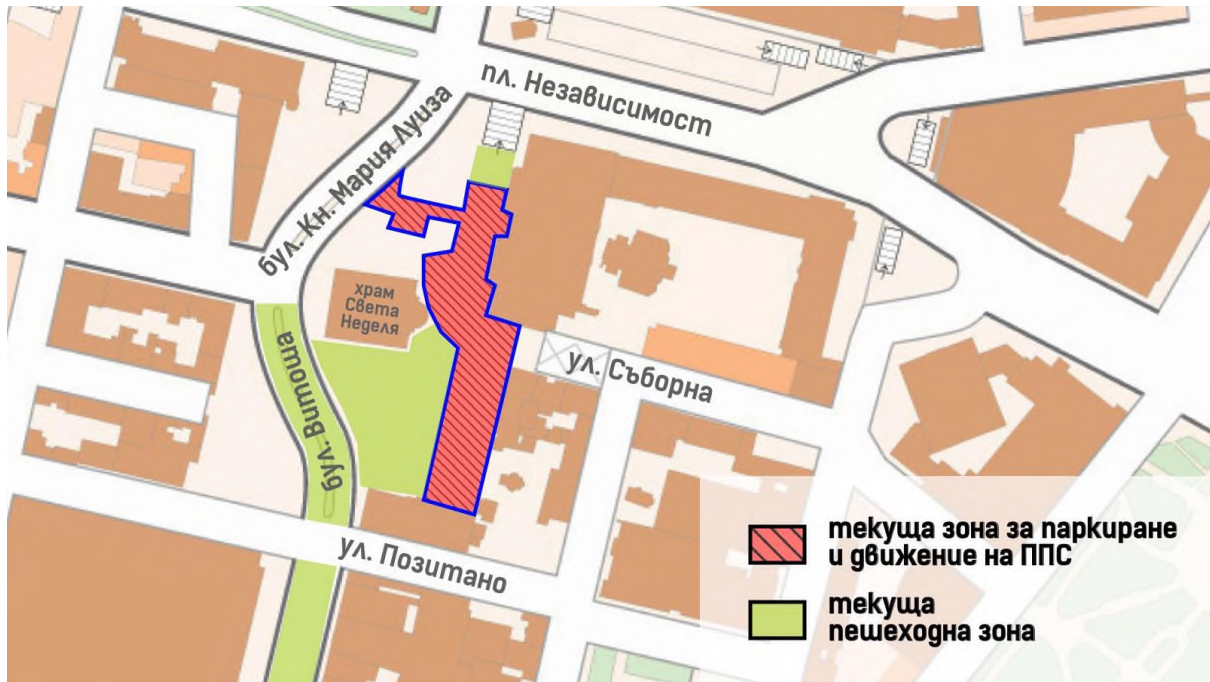 пл. Независимост
бул. Кн. Мария Луиза
храм
Света
Неделя
ул. Съборна
бул. Витоша
ул. Позитано
текуща зона за паркиране
и движение на ППС
текуща
пешеходна зона